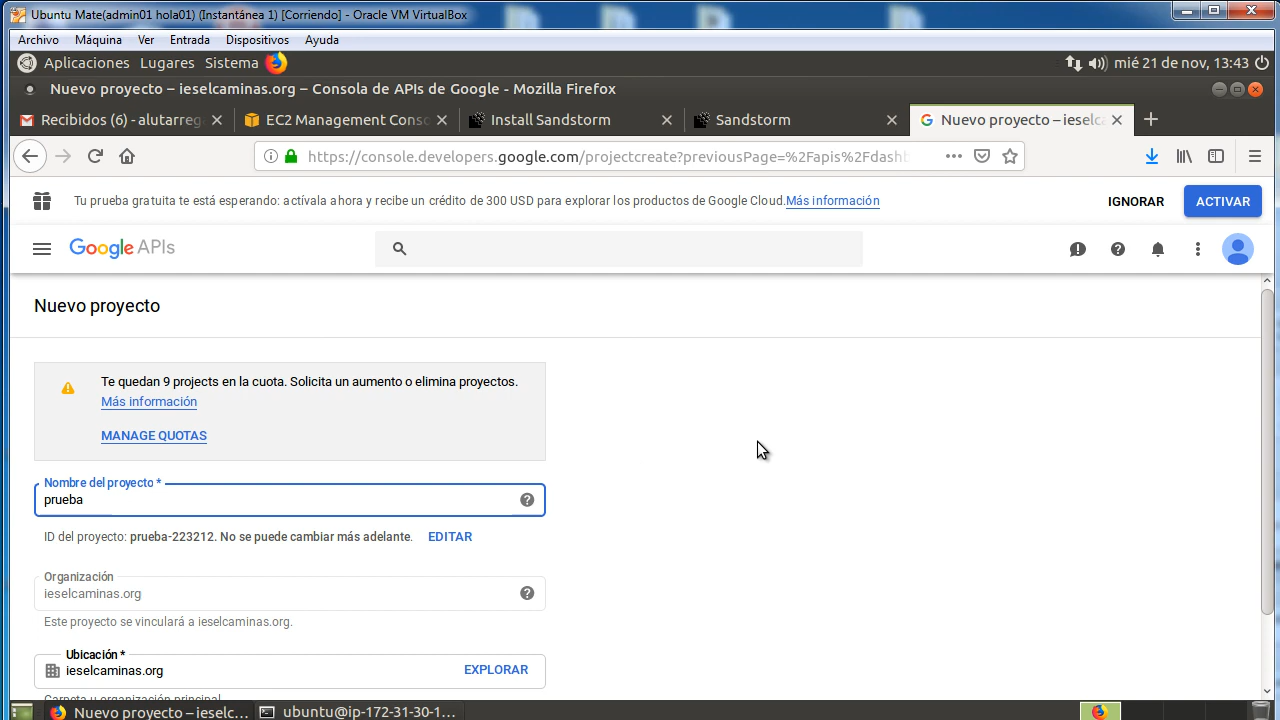 Ubuntu Mate(admin01 hola01) (Instantánea 1) [Corriendo] - Oracle VM VirtualBox
Archivo Máquina Ver Entrada Dispositivos Ayuda
Aplicaciones Lugares Sistema mié 21 de nov, 13:43
Nuevo proyecto – ieselcaminas.org – Consola de APIs de Google - Mozilla Firefox
Recibidos (6) - alutarreg EC2 Management Conso Install Sandstorm Sandstorm Nuevo proyecto – ieselca
https://console.developers.google.com/projectcreate?previousPage=%2Fapis%2Fdashb
Tu prueba gratuita te está esperando: actívala ahora y recibe un crédito de 300 USD para explorar los productos de Google Cloud. Más información IGNORAR ACTIVAR
Google APIs
Nuevo proyecto
Te quedan 9 projects en la cuota. Solicita un aumento o elimina proyectos.
Más información
MANAGE QUOTAS
Nombre del proyecto *
prueba
ID del proyecto: prueba-223212. No se puede cambiar más adelante. EDITAR
Organización
ieselcaminas.org
Este proyecto se vinculará a ieselcaminas.org.
Ubicación *
ieselcaminas.org EXPLORAR
Carpeta u organización principal
Nuevo proyecto – ieselc... ubuntu@ip-172-31-30-1...